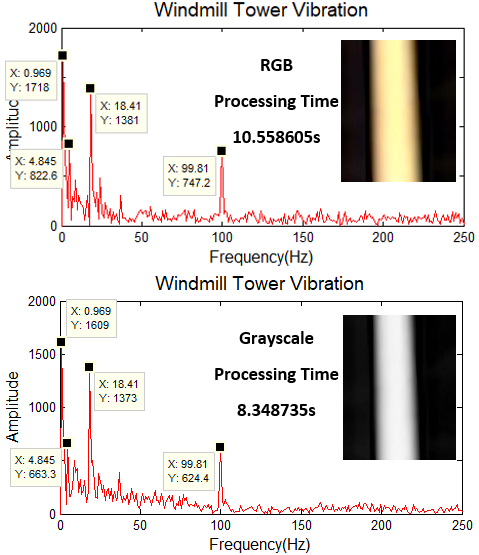 Windmill Tower Vibration
2000
X: 0.969
Y: 1718
RGB
X: 18.41
Y: 1381
Processing Time
10.558605s
1000
Amplitude
X: 4.845
Y: 822.6
X: 99.81
Y: 747.2
0
0 50 100 150 200 250
Frequency(Hz)
Windmill Tower Vibration
2000
X: 0.969
Y: 1609
Grayscale
1500
X: 18.41
Y: 1373
Processing Time
8.348735s
1000
Amplitude
X: 4.845
Y: 663.3
X: 99.81
Y: 624.4
0
0 50 100 150 200 250
Frequency(Hz)